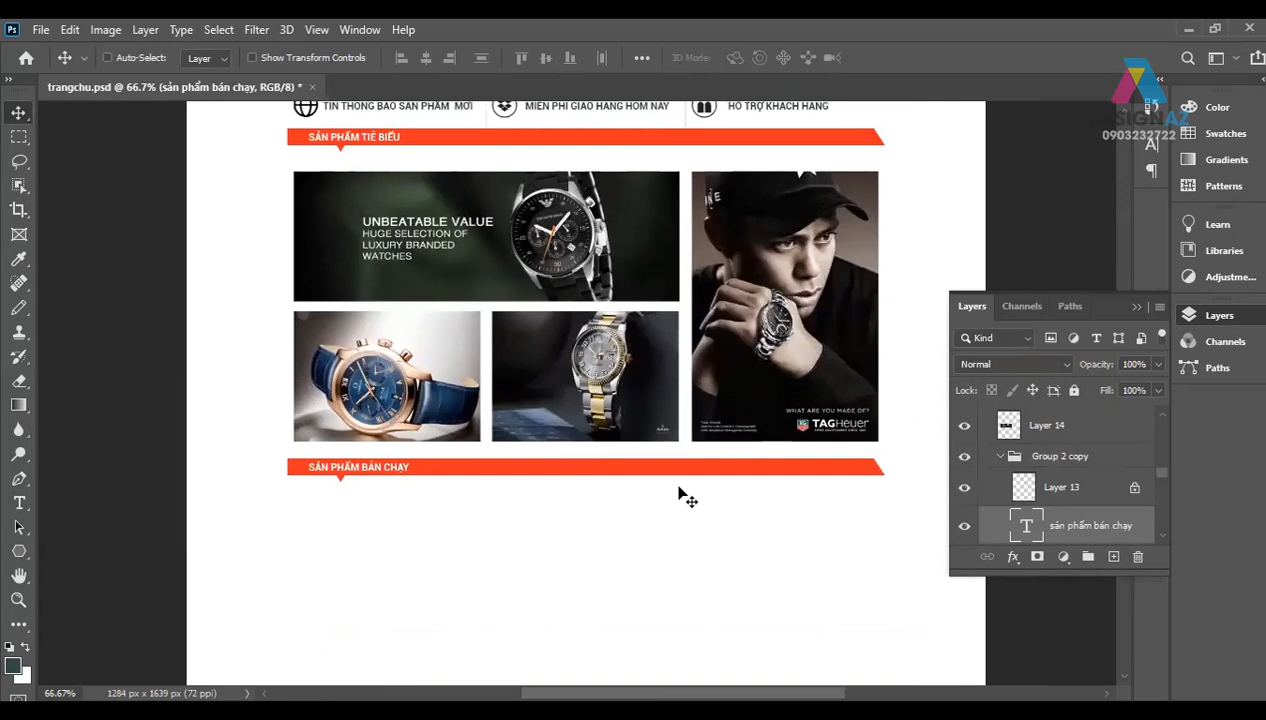 Ps File Edit Image Layer Type Select Filter 3D View Window Help
Auto-Select: Layer Show Transform Controls 3D Mode:
trangchu.psd @ 66.7% (sản phẩm bán chạy, RGB/8) *
DESIGNAZ
0903232722
TIN THÔNG BÁO SẢN PHẨM MỚI
MIỄN PHÍ GIAO HÀNG HÔM NAY
HỖ TRỢ KHÁCH HÀNG
SẢN PHẨM TIÊ BIỂU
UNBEATABLE VALUE
HUGE SELECTION OF
LUXURY BRANDED
WATCHES
WHAT ARE YOU MADE OF?
TAGHeuer
SẢN PHẨM BÁN CHẠY
Color
Swatches
Gradients
Patterns
Learn
Libraries
Adjustme...
Layers
Channels
Paths
Layers Channels Paths
Kind
Normal Opacity: 100%
Lock: Fill: 100%
Layer 14
Group 2 copy
Layer 13
sản phẩm bán chạy
66.67% 1284 px x 1639 px (72 ppi)